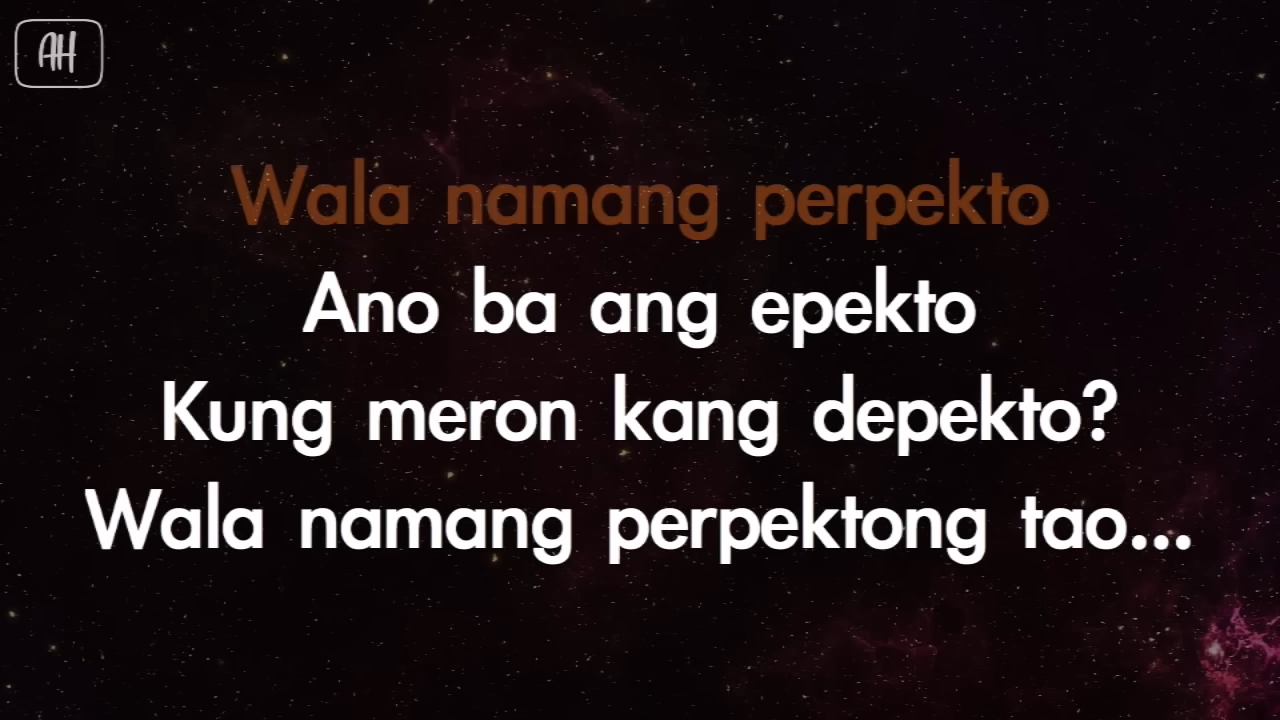 AH
Wala namang perpekto
Ano ba ang epekto
Kung meron kang depekto?
Wala namang perpektong tao...